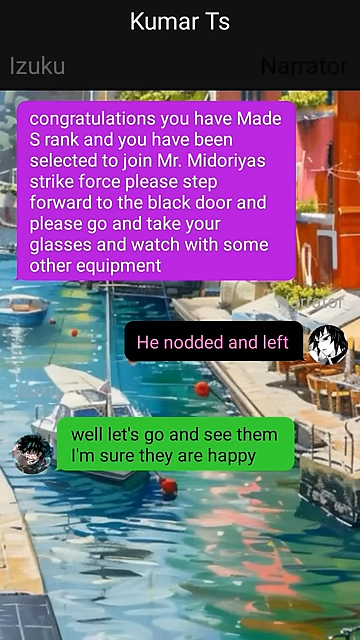 Kumar Ts
Izuku
Narrator
congratulations you have Made
S rank and you have been
selected to join Mr. Midoriyas
strike force please step
forward to the black door and
please go and take your
glasses and watch with some
other equipment
Narrator
He nodded and left
well let's go and see them
I'm sure they are happy